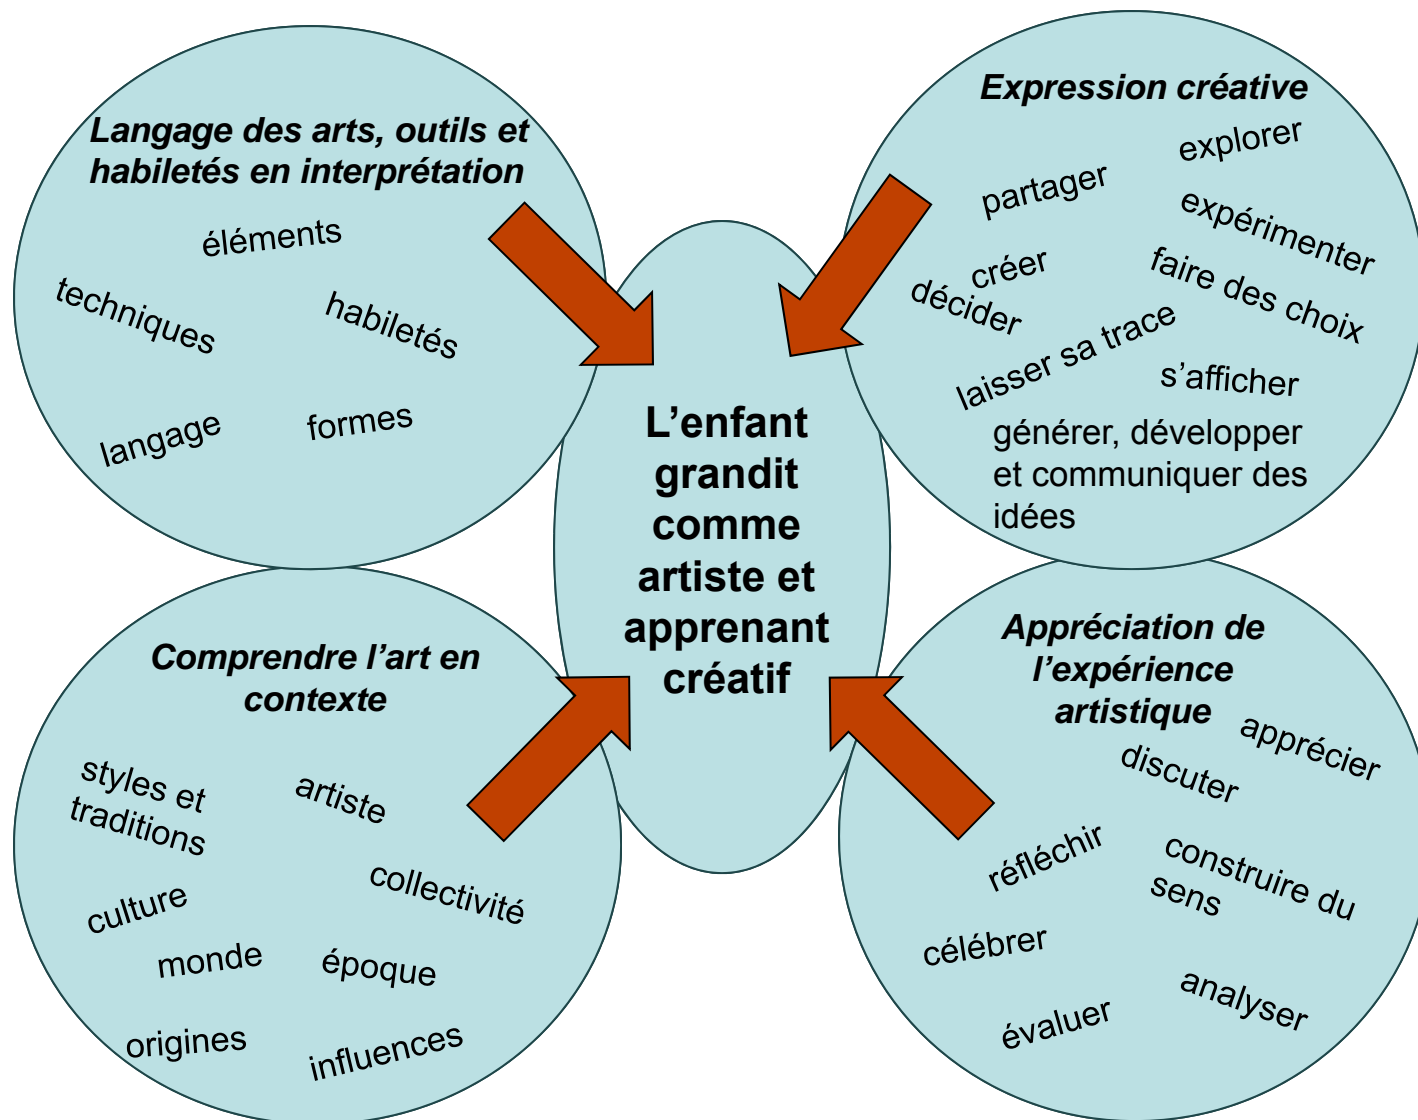 Langage des arts, outils et
habiletés en interprétation
éléments
techniques
habiletés
langage
formes
Expression créative
explorer
partager
expérimenter
créer
faire des choix
décider
laisser sa trace
s’afficher
générer, développer
et communiquer des
idées
L’enfant
grandit
comme
artiste et
apprenant
créatif
Comprendre l’art en
contexte
styles et
traditions
artiste
culture
collectivité
monde
époque
origines
influences
Appréciation de
l’expérience
artistique
apprécier
discuter
réfléchir
construire du
sens
célébrer
analyser
évaluer